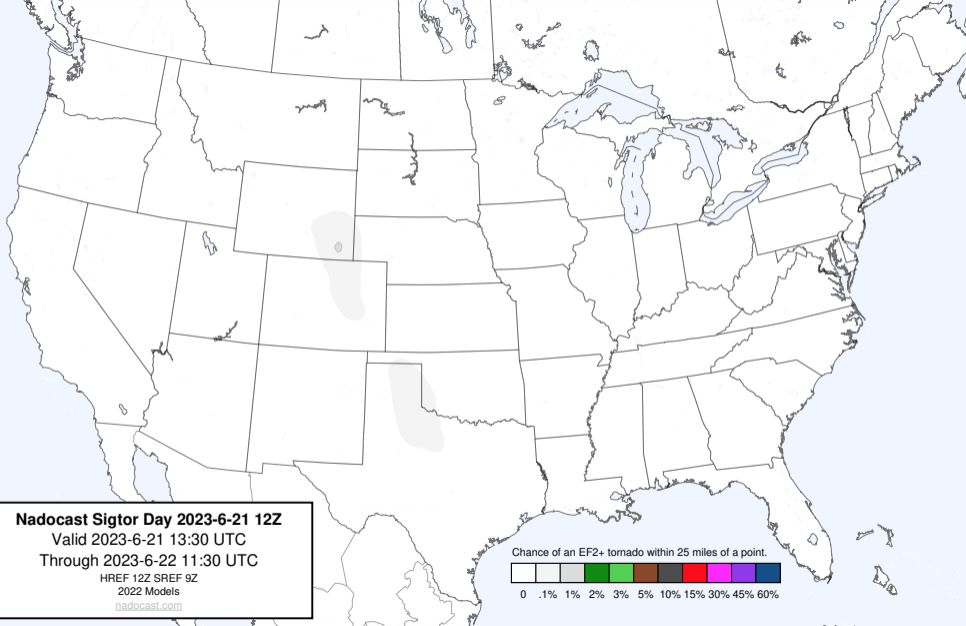 Nadocast Sigtor Day 2023-6-21 12Z
Valid 2023-6-21 13:30 UTC
Through 2023-6-22 11:30 UTC
HREF 12Z SREF 9Z
2022 Models
nadocast.com
Chance of an EF2+ tornado within 25 miles of a point.
0 .1% 1% 2% 3% 5% 10% 15% 30% 45% 60%